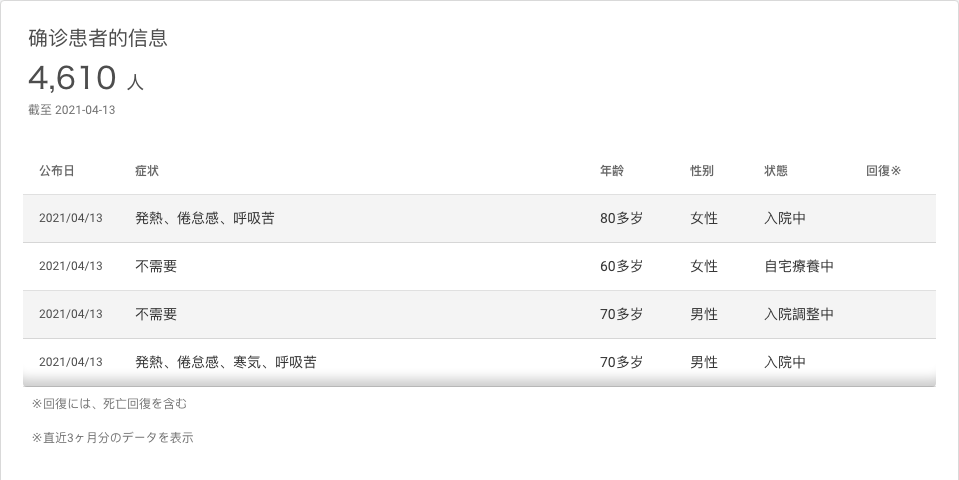 确诊患者的信息
4,610 人
截至 2021-04-13
公布日 症状 年齢 性别 状態 回復※
2021/04/13 発熱、倦怠感、呼吸苦 80多岁 女性 入院中
2021/04/13 不需要 60多岁 女性 自宅療養中
2021/04/13 不需要 70多岁 男性 入院調整中
2021/04/13 発熱、倦怠感、寒気、呼吸苦 70多岁 男性 入院中
※回復には、死亡回復を含む
※直近3ヶ月分のデータを表示